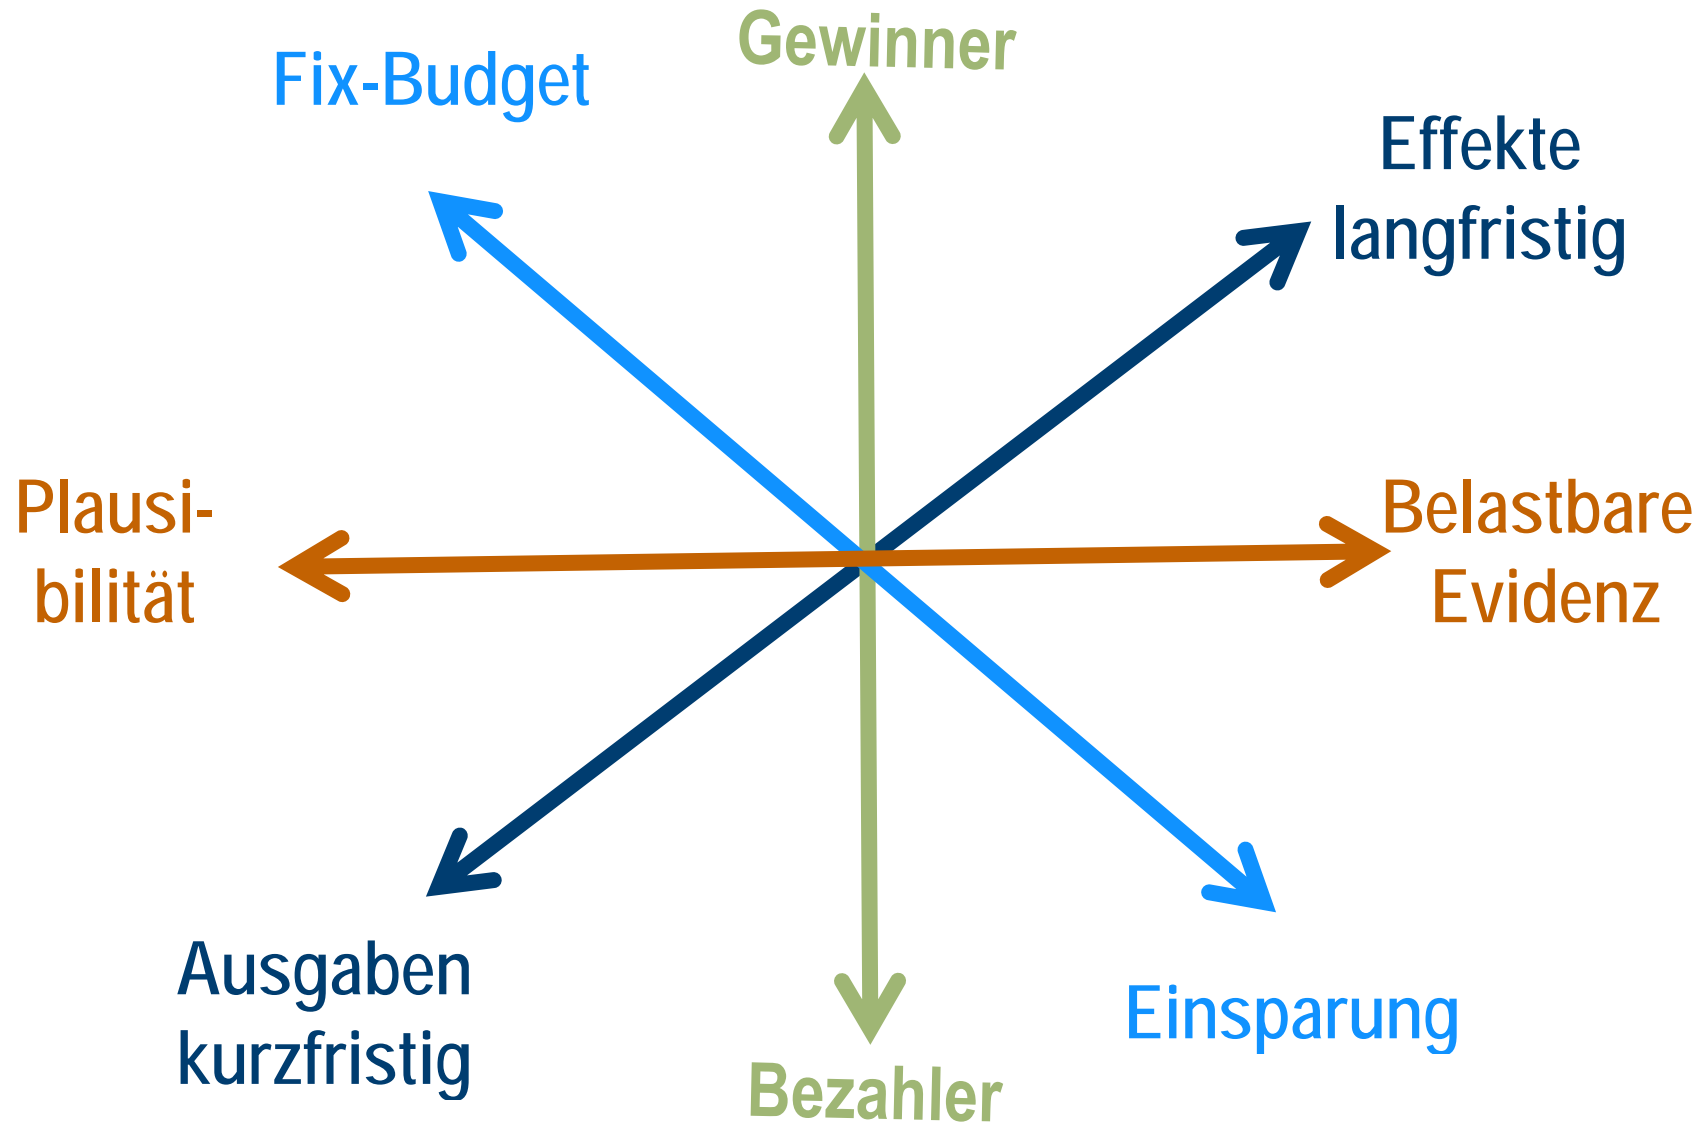 Gewinner
Fix-Budget
Effekte
langfristig
Plausi-
bilität
Belastbare
Evidenz
Ausgaben
kurzfristig
Einsparung
Bezahler